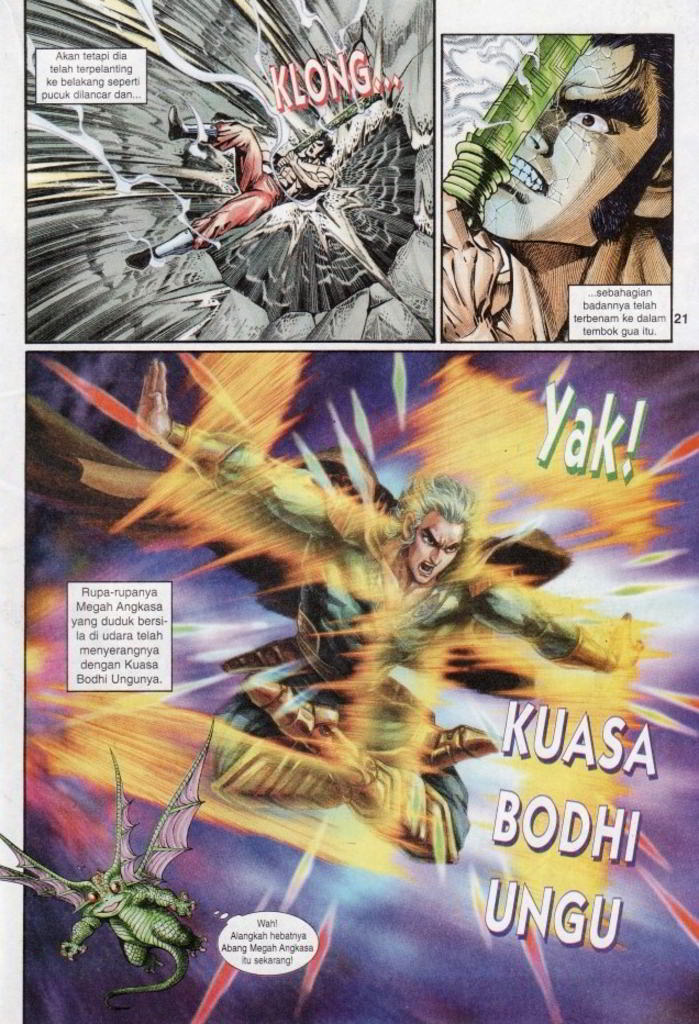 Akan tetapi dia
telah terpelanting
ke belakang seperti
pucuk dilancar dan...
KLONG...
...sebahagian
badannya telah
terbenam ke dalam
tembok gua itu.
21
Yak!
Rupa-rupanya
Megah Angkasa
yang duduk bersi-
la di udara telah
menyerangnya
dengan Kuasa
Bodhi Ungunya.
KUASA
BODHI
UNGU
Wah!
Alangkah hebatnya
Abang Megah Angkasa
itu sekarang!